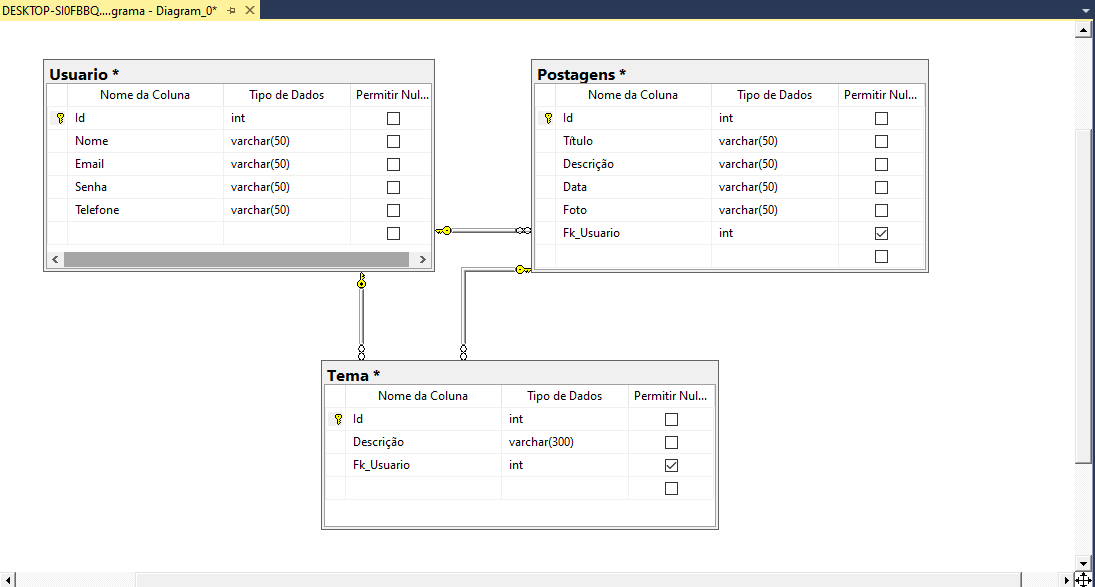 DESKTOP-SI0FBBQ....grama - Diagram_0*
Usuario *
Nome da Coluna Tipo de Dados Permitir Nul...
Id int
Nome varchar(50)
Email varchar(50)
Senha varchar(50)
Telefone varchar(50)
Postagens *
Nome da Coluna Tipo de Dados Permitir Nul...
Id int
Título varchar(50)
Descrição varchar(50)
Data varchar(50)
Foto varchar(50)
Fk_Usuario int
Tema *
Nome da Coluna Tipo de Dados Permitir Nul...
Id int
Descrição varchar(300)
Fk_Usuario int